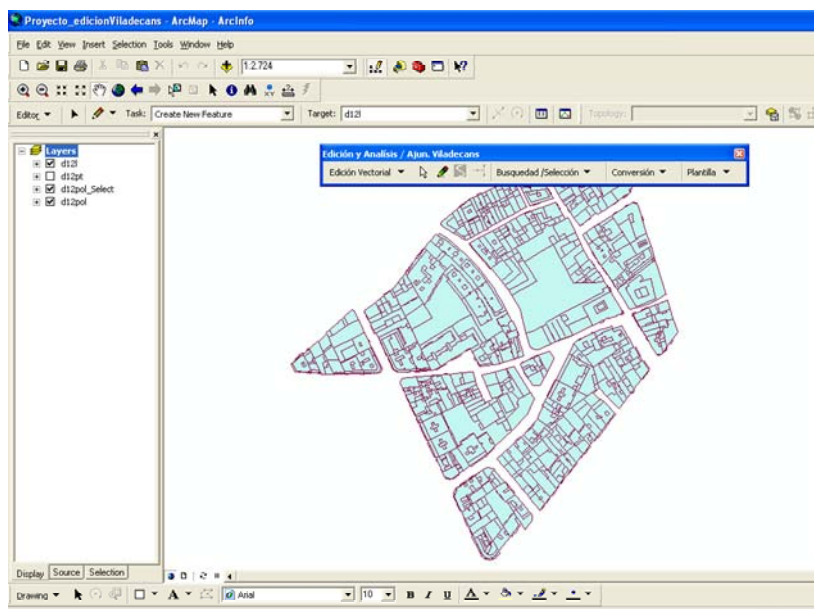 Proyecto_edicionViladecans - ArcMap - ArcInfo
File Edit View Insert Selection Tools Window Help
1:2.724
Editor Task: Create New Feature Target: d12l Topology:
Layers
d12l
d12pt
d12pol_Select
d12pol
Edición y Analísis / Ajun. Viladecans
Edición Vectorial Busquedad /Selección Conversión Plantilla
Display Source Selection
Drawing A Arial 10 B I U A